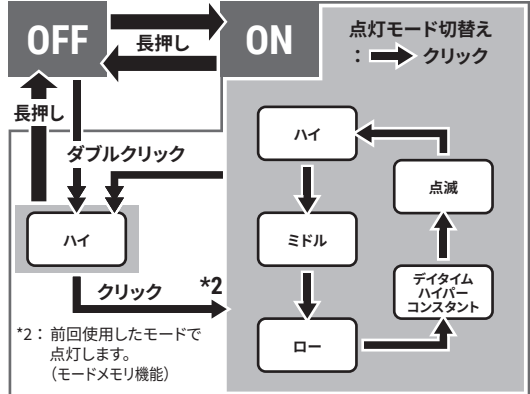 OFF
長押し
ON
点灯モード切替え
： クリック
長押し
ダブルクリック
ハイ
点滅
ハイ
ミドル
デイタイム
ハイパー
コンスタント
クリック
*2
ロー
*2： 前回使用したモードで
点灯します。
（モードメモリ機能）